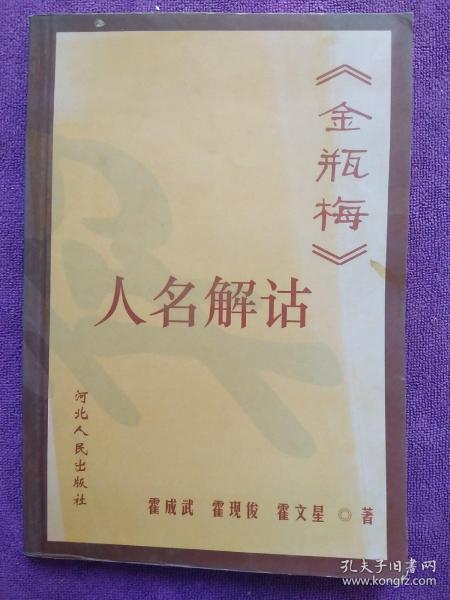 《金瓶梅》
人名解诂
河北人民出版社
霍成武 霍现俊 霍文星 ◎ 著
孔夫子旧书网
www.kongfz.com